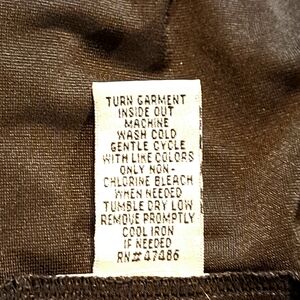 TURN GARMENT
INSIDE OUT
MACHINE
WASH COLD
GENTLE CYCLE
WITH LIKE COLORS
ONLY NON-
CHLORINE BLEACH
WHEN NEEDED
TUMBLE DRY LOW
REMOVE PROMPTLY
COOL IRON
IF NEEDED
RN# 47486